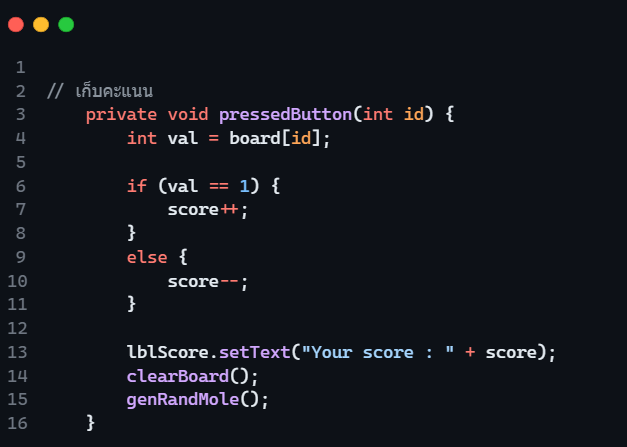 1
2 // เก็บคะแนน
3     private void pressedButton(int id) {
4         int val = board[id];
5
6         if (val == 1) {
7             score++;
8         }
9         else {
10             score--;
11         }
12
13         lblScore.setText("Your score : " + score);
14         clearBoard();
15         genRandMole();
16     }